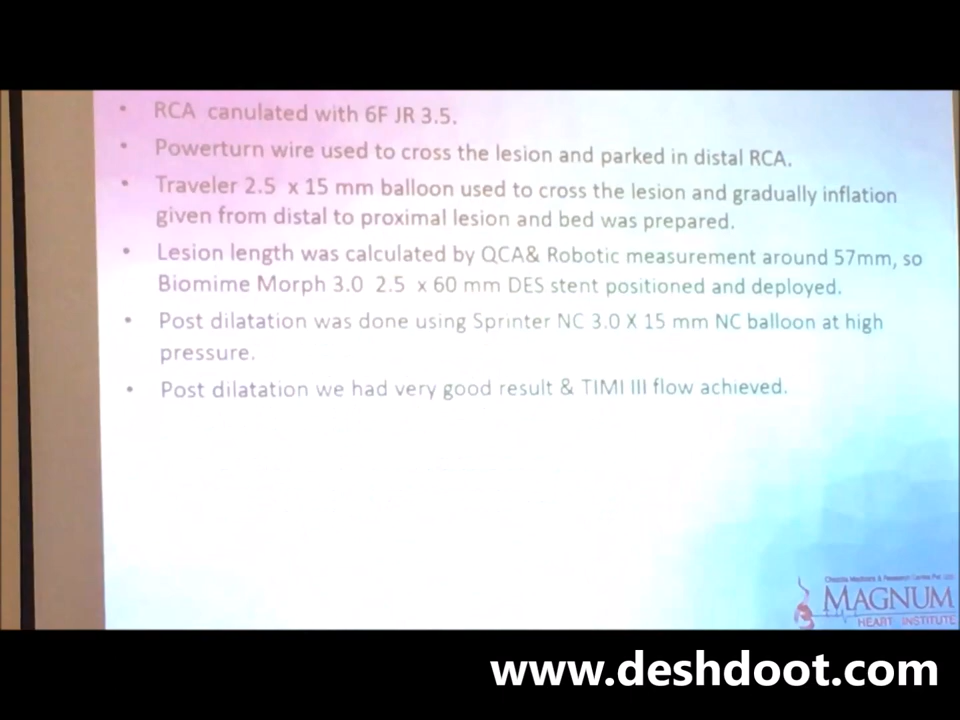 • RCA canulated with 6F JR 3.5.
• Powerturn wire used to cross the lesion and parked in distal RCA.
• Traveler 2.5 x 15 mm balloon used to cross the lesion and gradually inflation
given from distal to proximal lesion and bed was prepared.
• Lesion length was calculated by QCA& Robotic measurement around 57mm, so
Biomime Morph 3.0 2.5 x 60 mm DES stent positioned and deployed.
• Post dilatation was done using Sprinter NC 3.0 X 15 mm NC balloon at high
pressure.
• Post dilatation we had very good result & TIMI III flow achieved.
MAGNUM
HEART INSTITUTE
www.deshdoot.com